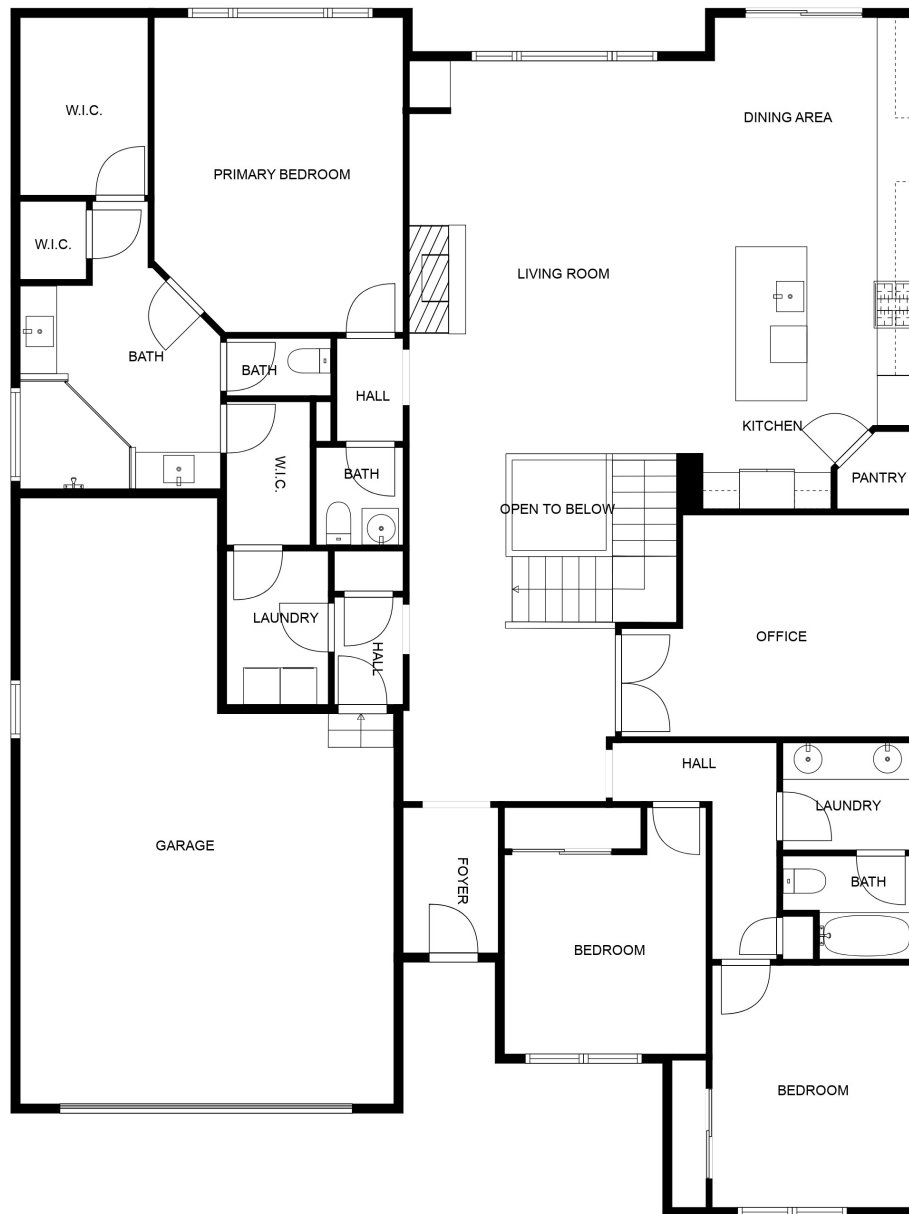 W.I.C.
DINING AREA
PRIMARY BEDROOM
W.I.C.
LIVING ROOM
BATH
BATH
HALL
KITCHEN
W.I.C.
BATH
PANTRY
OPEN TO BELOW
LAUNDRY
HALL
OFFICE
HALL
LAUNDRY
GARAGE
FOYER
BATH
BEDROOM
BEDROOM